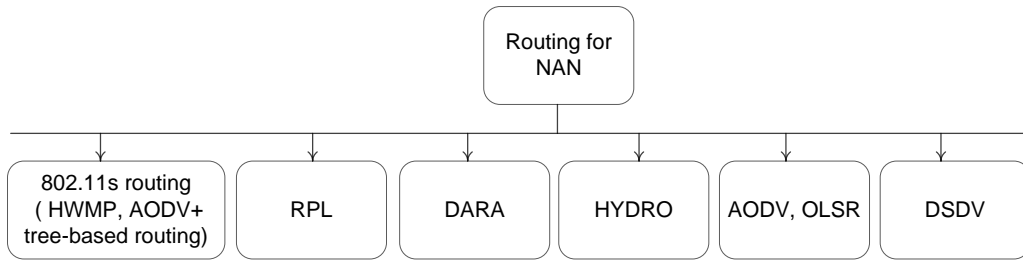 Routing for
NAN
802.11s routing
( HWMP, AODV+
tree-based routing)
RPL
DARA
HYDRO
AODV, OLSR
DSDV